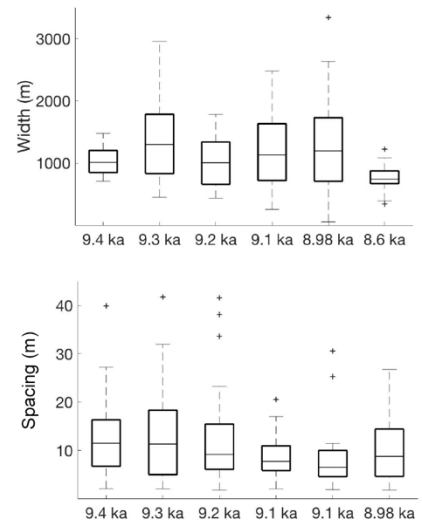 3000
2000
1000
Width (m)
9.4 ka 9.3 ka 9.2 ka 9.1 ka 8.98 ka 8.6 ka
40
30
20
10
Spacing (m)
9.4 ka 9.3 ka 9.2 ka 9.1 ka 9.1 ka 8.98 ka